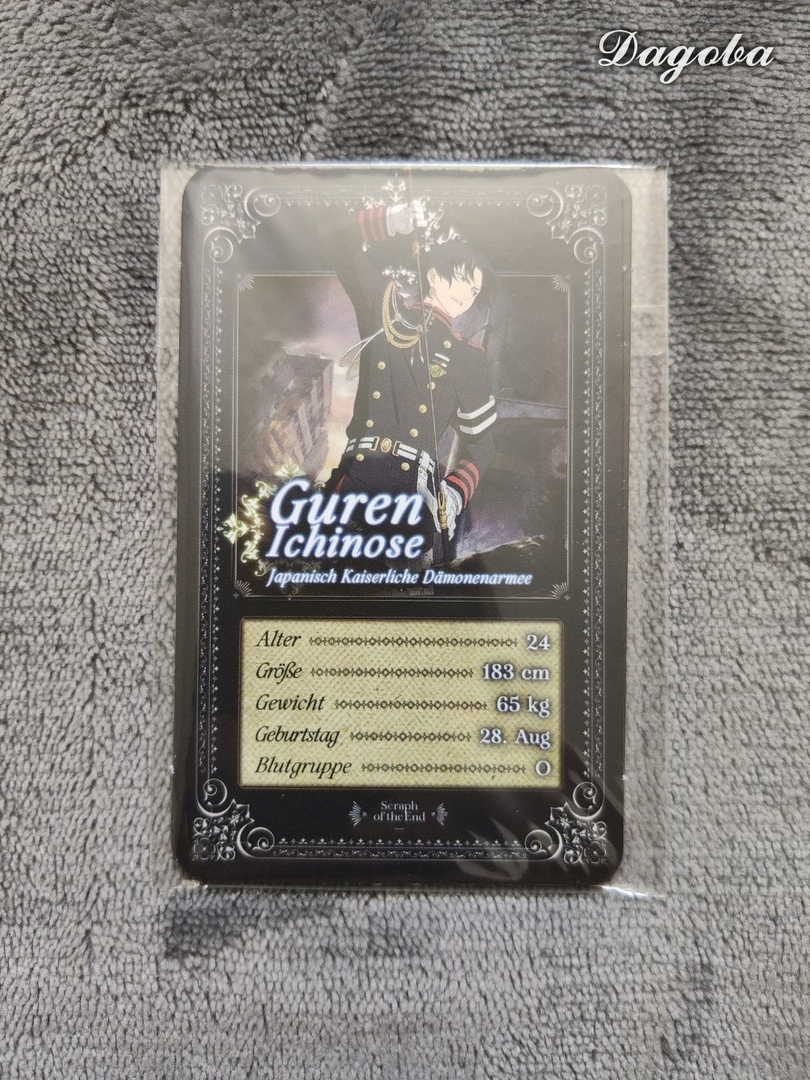 Dagoba
Guren
Ichinose
Japanisch Kaiserliche Dämonenarmee
Alter 24
Größe 183 cm
Gewicht 65 kg
Geburtstag 28. Aug
Blutgruppe O
Seraph
of the End